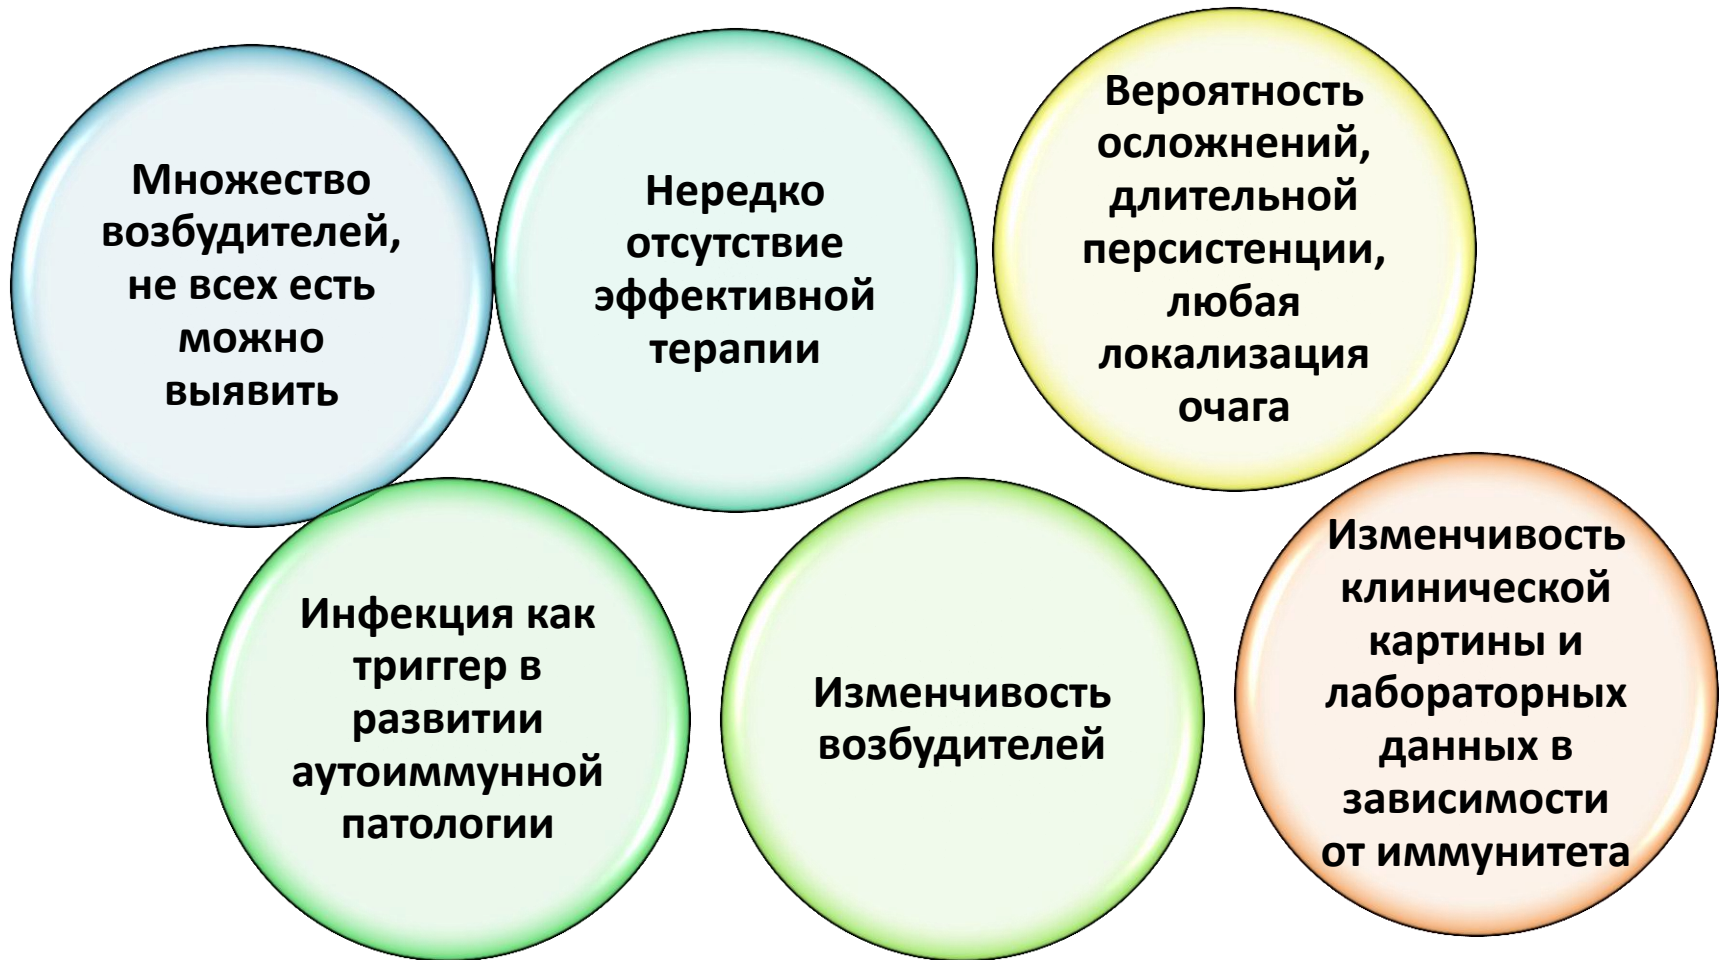 Множество
возбудителей,
не всех есть
можно
выявить
Нередко
отсутствие
эффективной
терапии
Вероятность
осложнений,
длительной
персистенции,
любая
локализация
очага
Инфекция как
триггер в
развитии
аутоиммунной
патологии
Изменчивость
возбудителей
Изменчивость
клинической
картины и
лабораторных
данных в
зависимости
от иммунитета